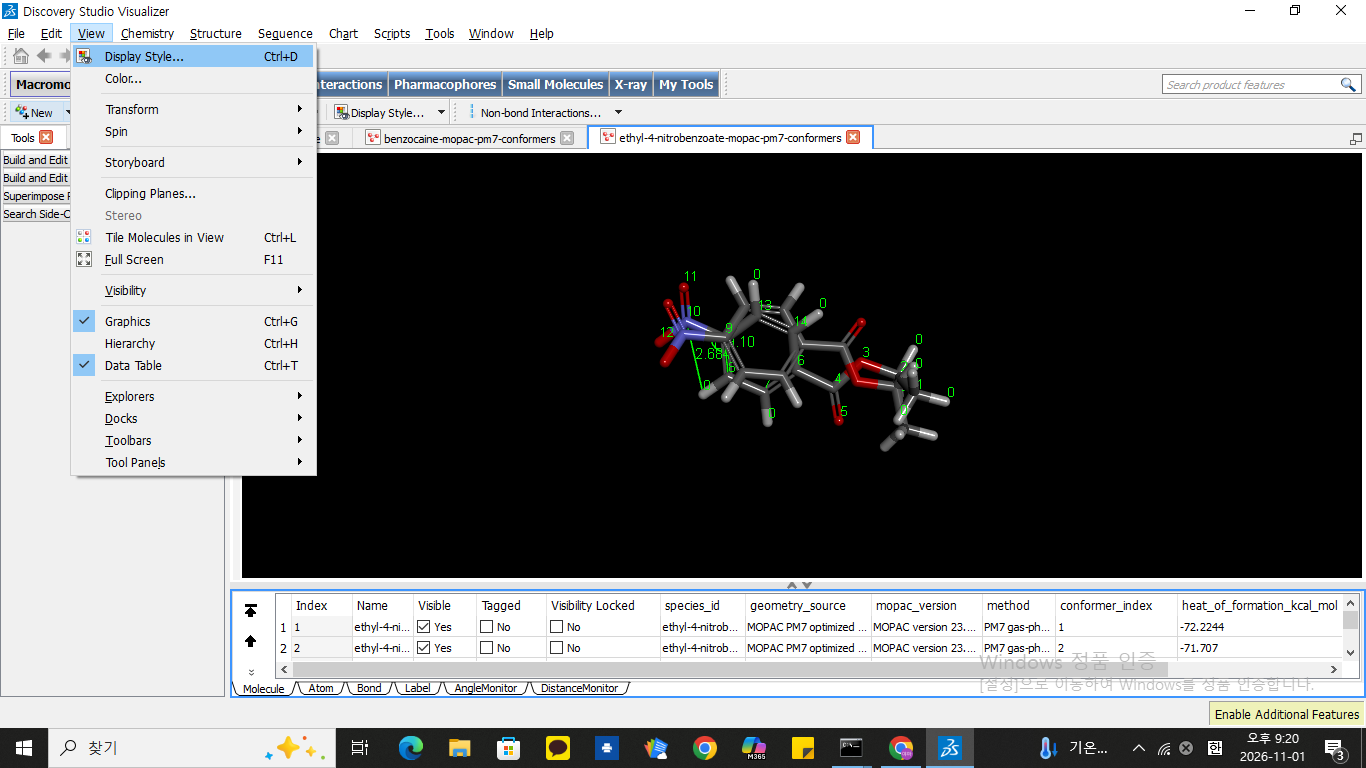 Discovery Studio Visualizer
File Edit View Chemistry Structure Sequence Chart Scripts Tools Window Help
Display Style... Ctrl+D
Color...
Transform
Spin
Storyboard
Clipping Planes...
Stereo
Tile Molecules in View Ctrl+L
Full Screen F11
Visibility
Graphics Ctrl+G
Hierarchy Ctrl+H
Data Table Ctrl+T
Explorers
Docks
Toolbars
Tool Panels
Macromo nteractions Pharmacophores Small Molecules X-ray My Tools Search product features
New Display Style... Non-bond Interactions...
Tools e benzocaine-mopac-pm7-conformers ethyl-4-nitrobenzoate-mopac-pm7-conformers
Build and Edit
Build and Edit
Superimpose
Search Side-C
11 0
13 0
10
14
12 9
.10
2.684
6 3 0
4
0 0
0 5
Index Name Visible Tagged Visibility Locked species_id geometry_source mopac_version method conformer_index heat_of_formation_kcal_mol
1 1 ethyl-4-ni... Yes No No ethyl-4-nitrob... MOPAC PM7 optimized ... MOPAC version 23.... PM7 gas-ph... 1 -72.2244
2 2 ethyl-4-ni... Yes No No ethyl-4-nitrob... MOPAC PM7 optimized ... MOPAC version 23.... PM7 gas-ph... 2 -71.707
Windows 정품 인증
[설정]으로 이동하여 Windows를 정품 인증합니다.
Molecule Atom Bond Label AngleMonitor DistanceMonitor
Enable Additional Features
찾기 M365 기온... 한 오후 9:20
2026-11-01 3